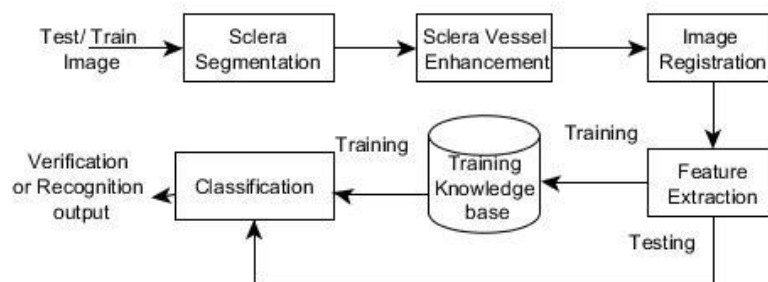 Test/ Train
Image
Sclera
Segmentation
Sclera Vessel
Enhancement
Image
Registration
Verification
or Recognition
output
Classification
Training
Training
Knowledge
base
Training
Feature
Extraction
Testing